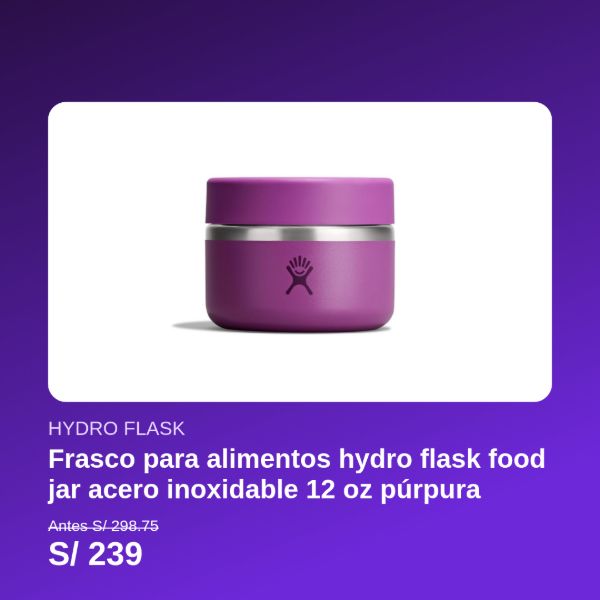 HYDRO FLASK
Frasco para alimentos hydro flask food
jar acero inoxidable 12 oz púrpura
Antes S/ 298.75
S/ 239